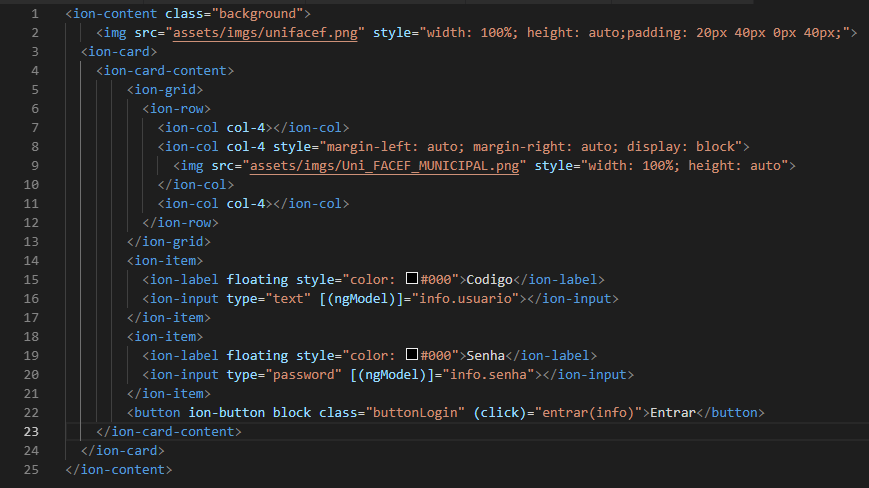 1 <ion-content class="background">
2 <img src="assets/imgs/unifacef.png" style="width: 100%; height: auto;padding: 20px 40px 0px 40px;">
3 <ion-card>
4 <ion-card-content>
5 <ion-grid>
6 <ion-row>
7 <ion-col col-4></ion-col>
8 <ion-col col-4 style="margin-left: auto; margin-right: auto; display: block">
9 <img src="assets/imgs/Uni_FACEF_MUNICIPAL.png" style="width: 100%; height: auto">
10 </ion-col>
11 <ion-col col-4></ion-col>
12 </ion-row>
13 </ion-grid>
14 <ion-item>
15 <ion-label floating style="color: #000">Codigo</ion-label>
16 <ion-input type="text" [(ngModel)]="info.usuario"></ion-input>
17 </ion-item>
18 <ion-item>
19 <ion-label floating style="color: #000">Senha</ion-label>
20 <ion-input type="password" [(ngModel)]="info.senha"></ion-input>
21 </ion-item>
22 <button ion-button block class="buttonLogin" (click)="entrar(info)">Entrar</button>
23 </ion-card-content>
24 </ion-card>
25 </ion-content>